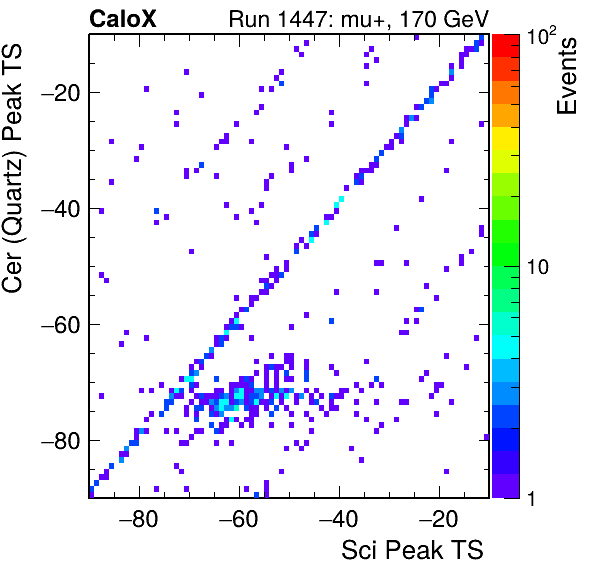 CaloX Run 1447: mu+, 170 GeV
Cer (Quartz) Peak TS
−20
−40
−60
−80
−80 −60 −40 −20
Sci Peak TS
10²
10
1
Events